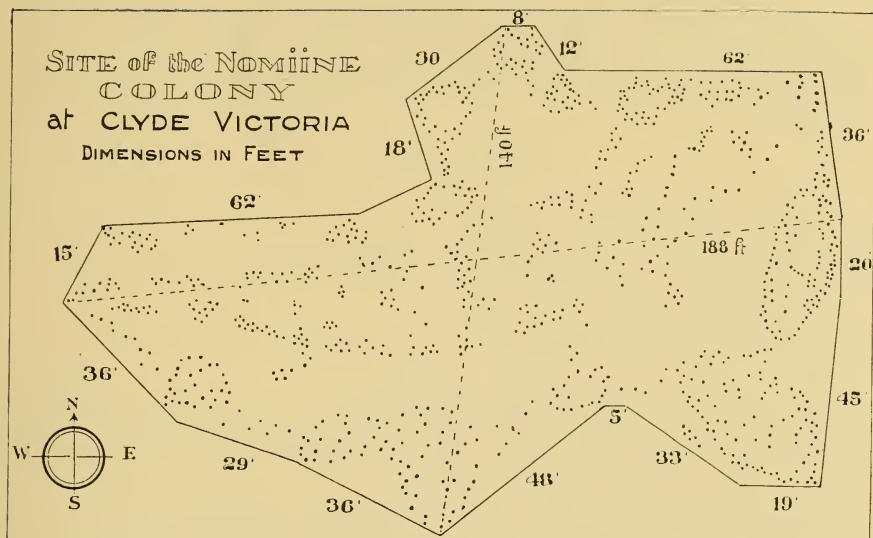 SITE of the NOMIINE
COLONY
at CLYDE VICTORIA
DIMENSIONS IN FEET
8'
30
12'
62'
18'
140 ft
36'
62'
15'
188 ft
20'
36'
45'
N
W E
S
29'
36'
48'
5'
33'
19'